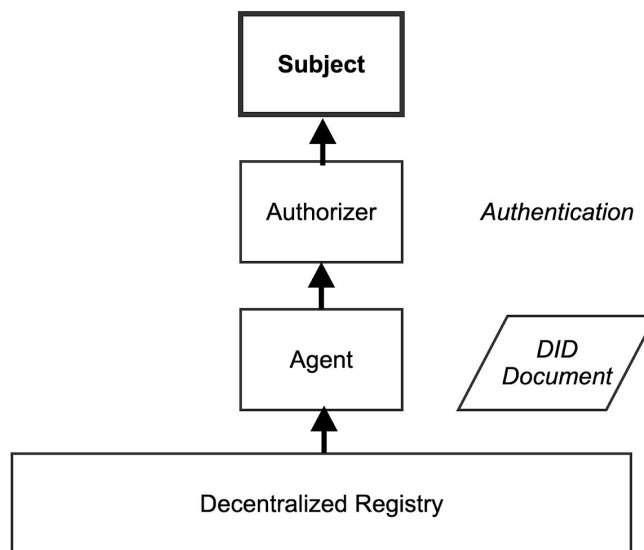 Subject
Authorizer
Authentication
Agent
DID
Document
Decentralized Registry